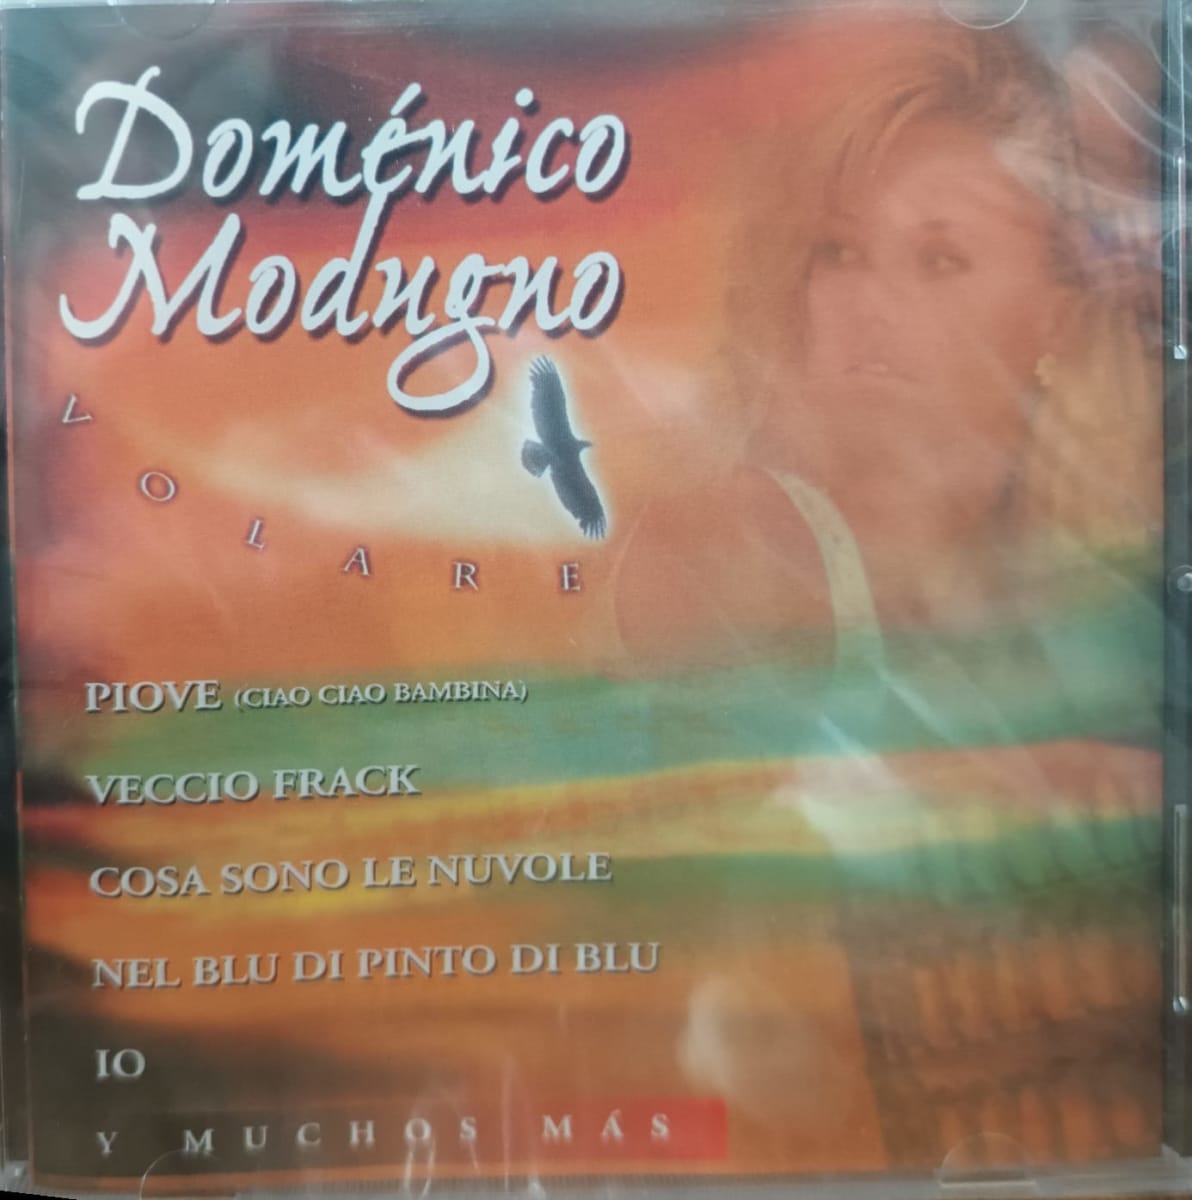 Doménico
Modugno
VOLARE
PIOVE (CIAO CIAO BAMBINA)
VECCIO FRACK
COSA SONO LE NUVOLE
NEL BLU DI PINTO DI BLU
IO
Y MUCHOS MÁS